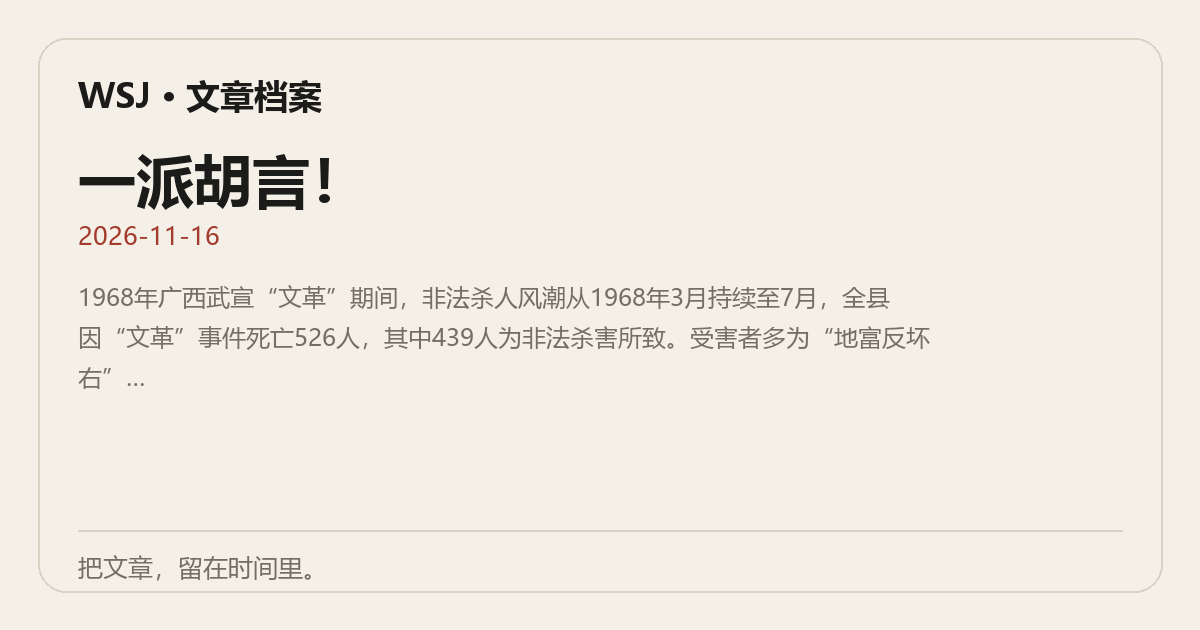 WSJ · 文章档案
一派胡言！
2026-11-16
1968年广西武宣“文革”期间，非法杀人风潮从1968年3月持续至7月，全县
因“文革”事件死亡526人，其中439人为非法杀害所致。受害者多为“地富反坏
右”…
把文章，留在时间里。